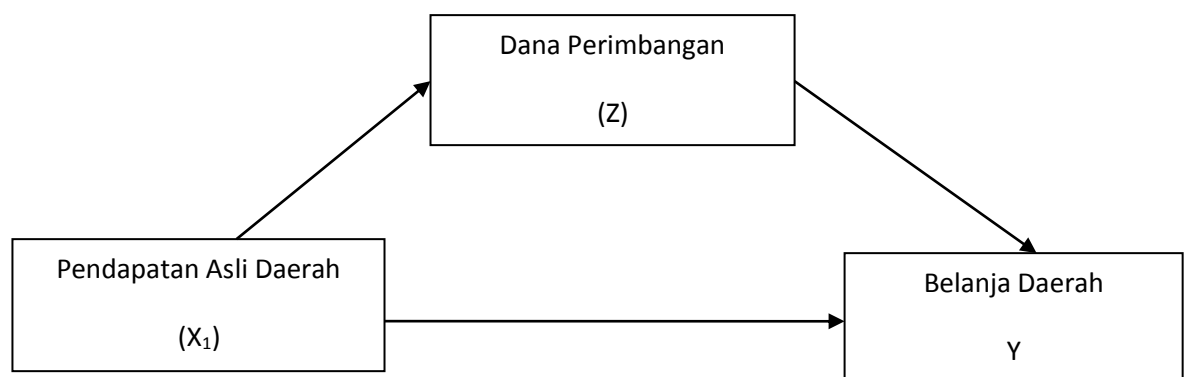 Dana Perimbangan
(Z)
Pendapatan Asli Daerah
(X₁)
Belanja Daerah
Y